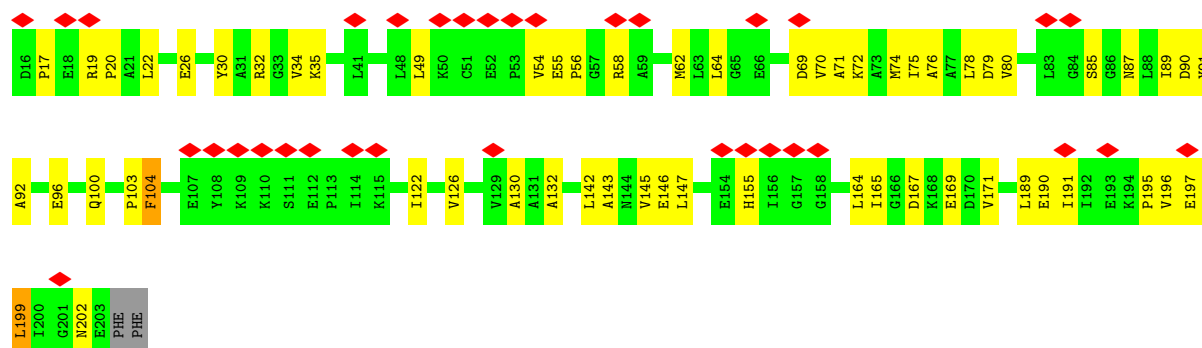 D16 P17 E18 R19 P20 A21 L22 E26 Y30 A31 R32 G33 V34 K35 L41 L48 L49 K50 C51 E52 P53 V54 E55 P56 G57 R58 A59 M62 L63 L64 G65 E66 D69 V70 A71 K72 A73 M74 I75 A76 A77 L78 D79 V80 L83 G84 S85 G86 N87 L88 I89 D90
A92 E96 Q100 P103 F104 E107 Y108 K109 K110 S111 E112 P113 I114 K115 I122 V126 V129 A130 A131 A132 L142 A143 N144 V145 E146 L147 E154 H155 I156 G157 G158 L164 I165 G166 D167 K168 E169 D170 V171 L189 E190 I191 I192 E193 K194 P195 V196 E197
L199 I200 G201 N202 E203 PHE PHE